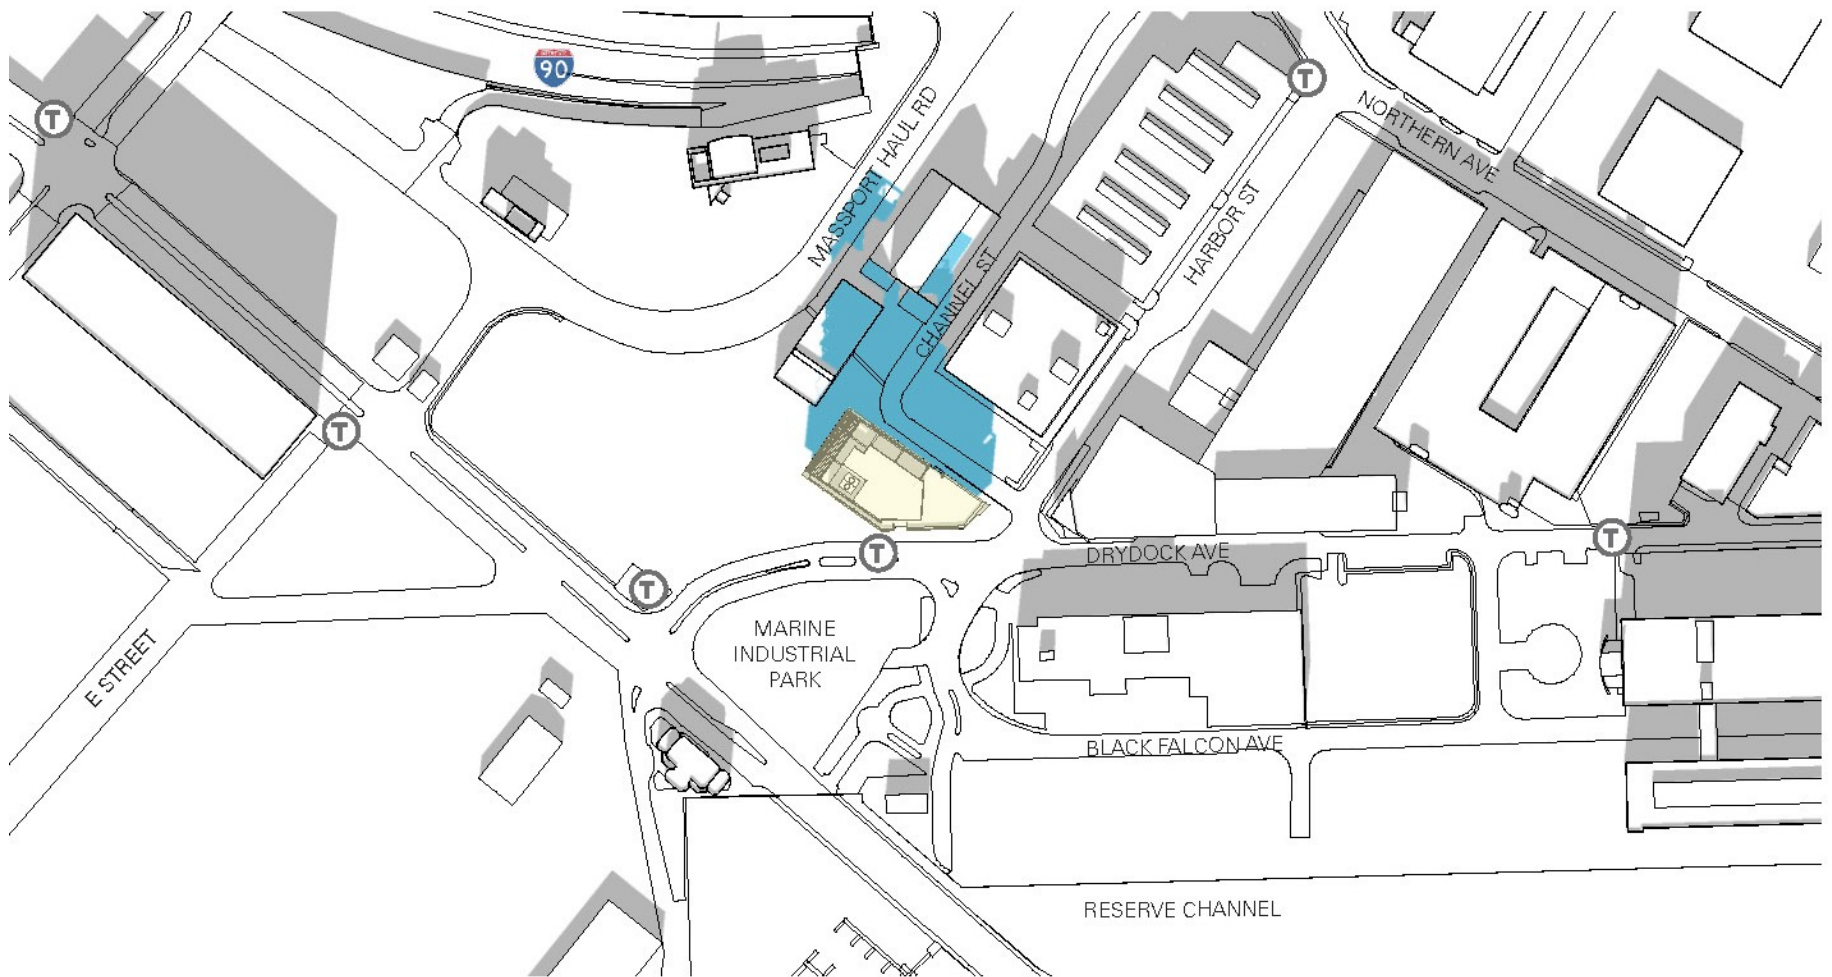 INTERSTATE
90
T
T
NORTHERN AVE
MASSPORT HAUL RD
HARBOR ST
CHANNEL ST
T
T
DRYDOCK AVE
T
T
MARINE
INDUSTRIAL
PARK
E STREET
BLACK FALCON AVE
RESERVE CHANNEL